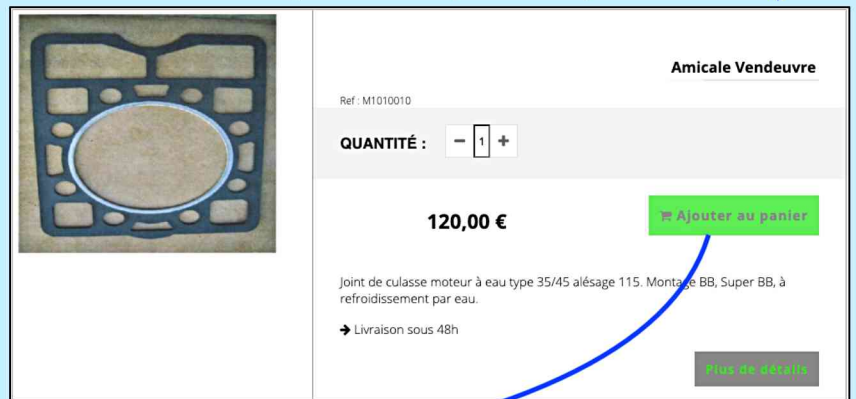 Amicale Vendeuvre
Ref : M1010010
QUANTITÉ : − 1 +
120,00 €
Ajouter au panier
Joint de culasse moteur à eau type 35/45 alésage 115. Montage BB, Super BB, à
refroidissement par eau.
➔ Livraison sous 48h
Plus de détails